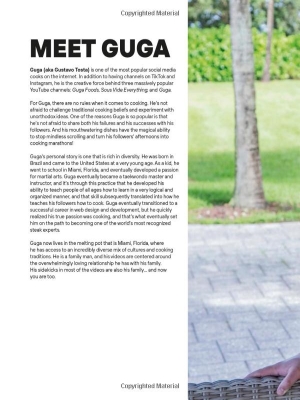 Copyrighted Material
MEET GUGA
Guga (aka Gustavo Tosta) is one of the most popular social media
cooks on the internet. In addition to having channels on TikTok and
Instagram, he is the creative force behind three massively popular
YouTube channels: Guga Foods, Sous Vide Everything and Guga.
For Guga, there are no rules when it comes to cooking. He's not
afraid to challenge traditional cooking beliefs and experiment with
unorthodox ideas. One of the reasons Guga is so popular is that
he's not afraid to share both his failures and his successes with his
followers. And his mouthwatering dishes have the magical ability
to stop mindless scrolling and turn his followers' afternoons into
cooking marathons!
Guga's personal story is one that is rich in diversity. He was born in
Brazil and came to the United States at a very young age. As a kid, he
went to school in Miami, Florida, and eventually developed a passion
for martial arts. Guga eventually became a taekwondo master and
instructor, and it's through this practice that he developed his
ability to teach people of all ages how to learn in a very logical and
organized manner, and that skill subsequently translated into how he
teaches his followers how to cook. Guga eventually transitioned to a
successful career in web design and development, but he quickly
realized his true passion was cooking, and that's what eventually set
him on the path to becoming one of the world's most recognized
steak experts.
Guga now lives in the melting pot that is Miami, Florida, where
he has access to an incredibly diverse mix of cultures and cooking
traditions. He is a family man, and his videos are centered around
the overwhelmingly loving relationship he has with his family.
His sidekicks in most of the videos are also his family... and now
you are too.
Copyrighted Material